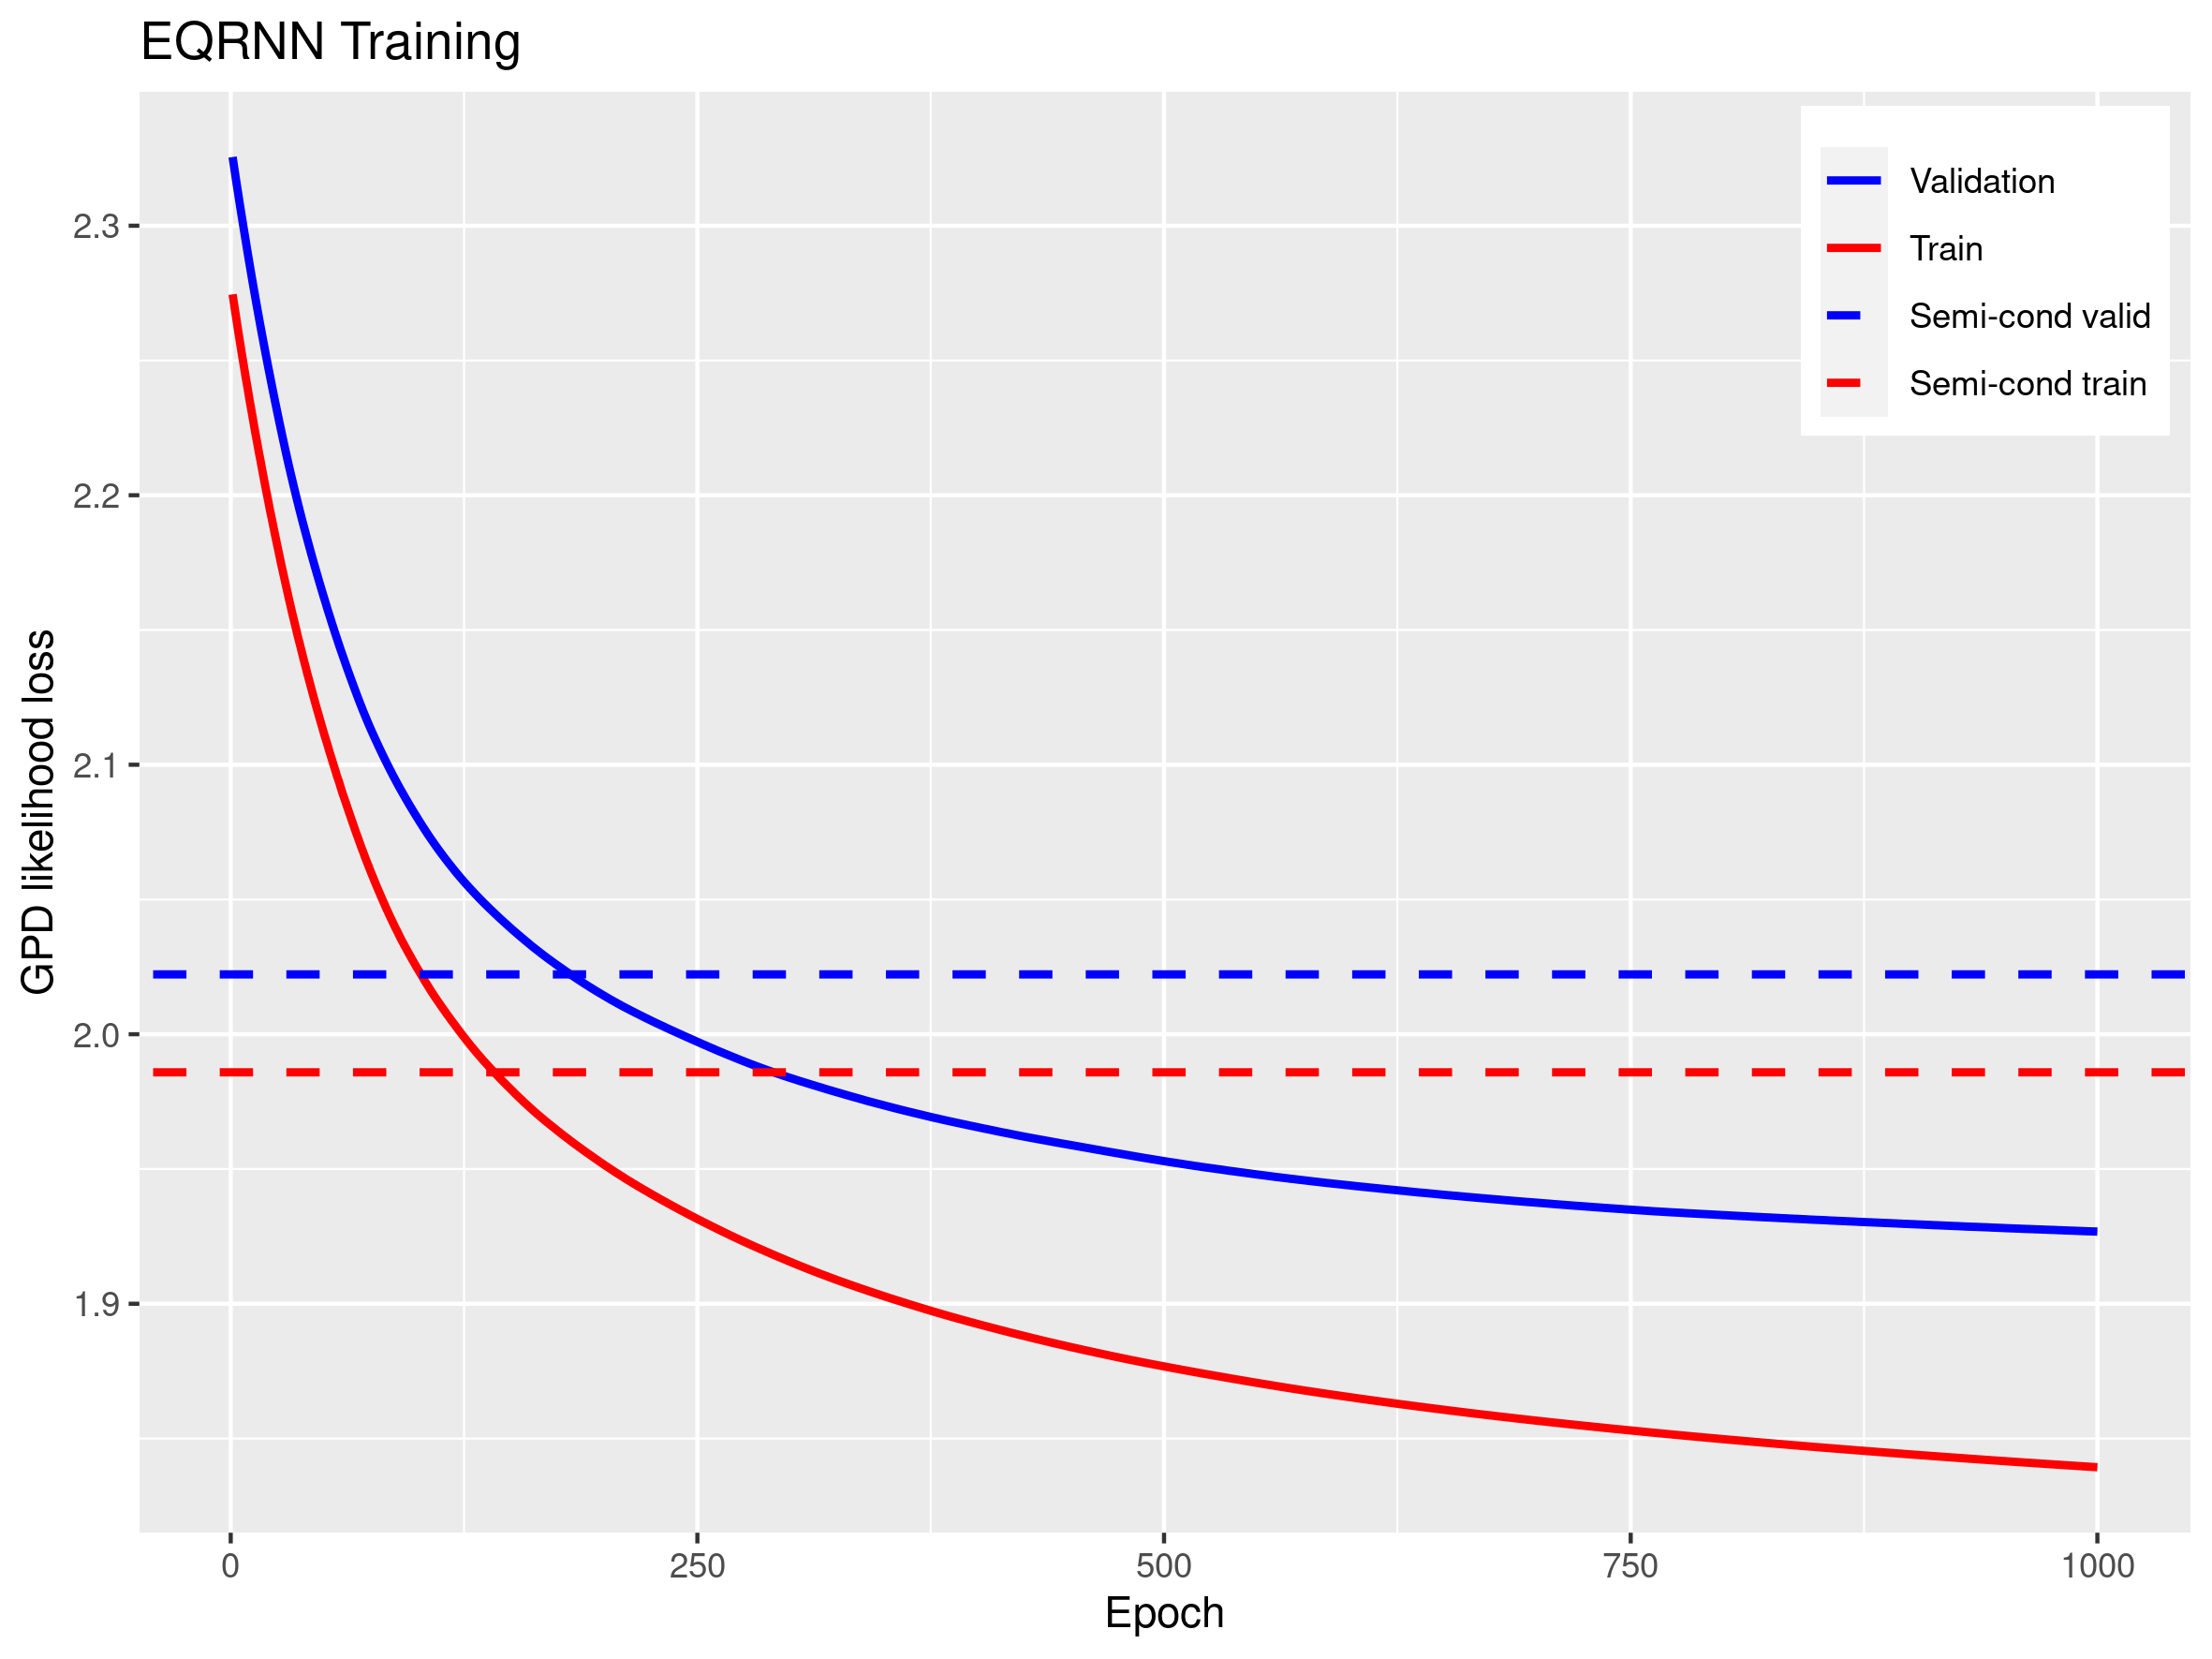 EQRNN Training
Validation
Train
Semi-cond valid
Semi-cond train
GPD likelihood loss
2.3
2.2
2.1
2.0
1.9
0 250 500 750 1000
Epoch